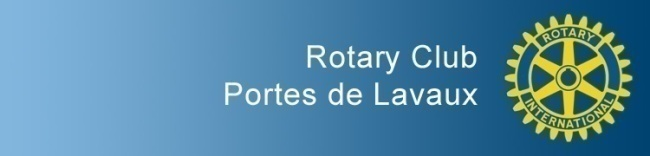 Rotary Club
Portes de Lavaux
ROTARY
INTERNATIONAL